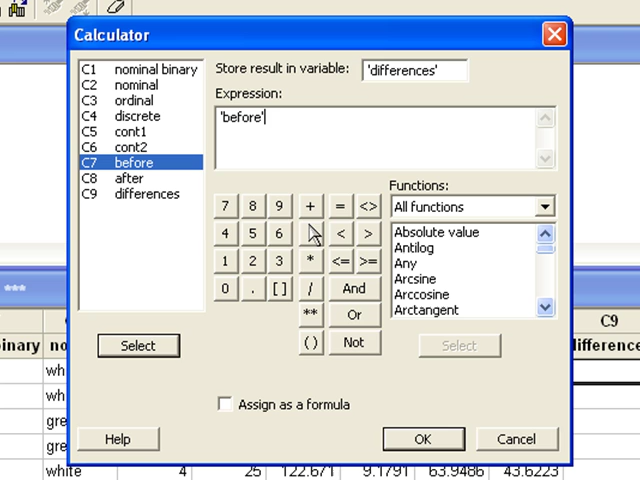 Calculator
C1 nominal binary
C2 nominal
C3 ordinal
C4 discrete
C5 cont1
C6 cont2
C7 before
C8 after
C9 differences
Store result in variable: 'differences'
Expression:
'before'
7 8 9 + = <>
4 5 6 < >
1 2 3 * <= >=
0 . [ ] / And
** Or
( ) Not
Functions:
All functions
Absolute value
Antilog
Any
Arcsine
Arccosine
Arctangent
Select
Select
Assign as a formula
Help
OK
Cancel
***
C9
inary
no
ifference
wh
wh
gre
gre
white 4 25 122.671 9.1791 63.9486 43.6223